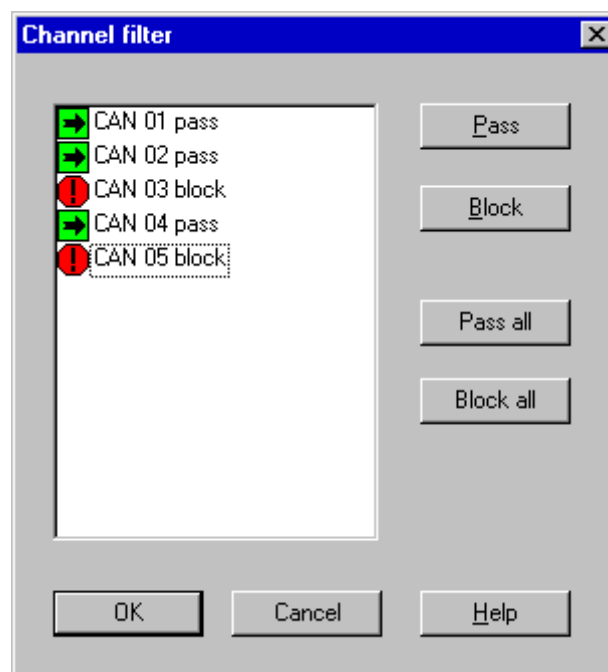 Channel filter
CAN 01 pass
CAN 02 pass
CAN 03 block
CAN 04 pass
CAN 05 block
Pass
Block
Pass all
Block all
OK
Cancel
Help